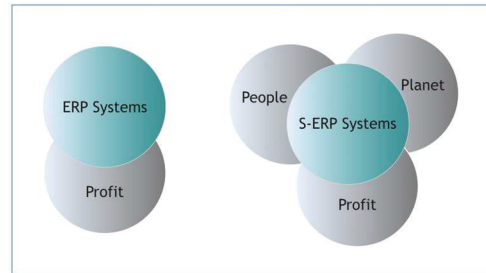 ERP Systems
Profit
People
Planet
S-ERP Systems
Profit